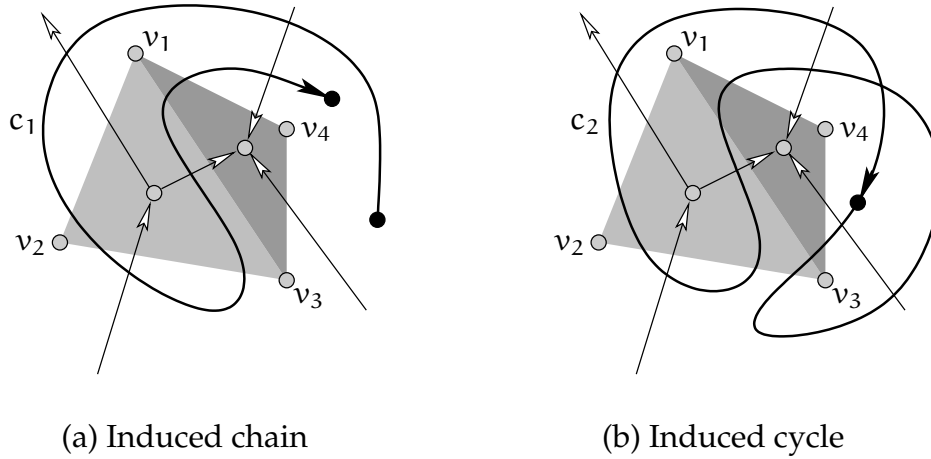 v₁
c₁
v₄
v₂
v₃
(a) Induced chain
v₁
c₂
v₄
v₂
v₃
(b) Induced cycle